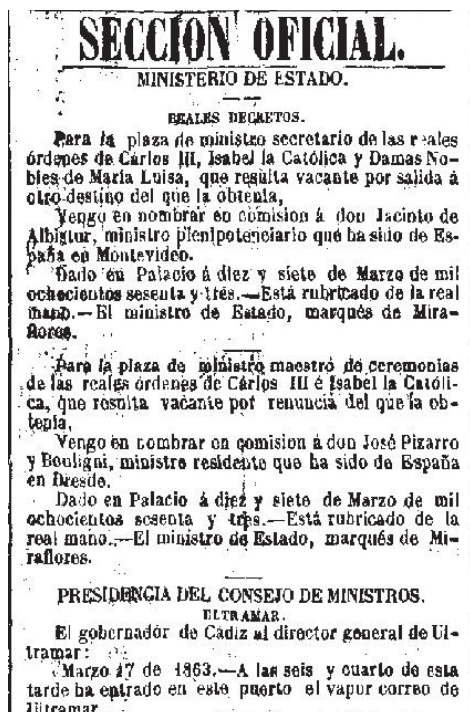 SECCION OFICIAL.
MINISTERIO DE ESTADO.
REALES DECRETOS.
Para la plaza de ministro secretario de las reales
órdenes de Cárlos III, Isabel la Católica y Damas No-
bles de María Luisa, que resulta vacante por salida á
otro destino del que la obtenia,
Vengo en nombrar en comision á don Jacinto de
Albistur, ministro plenipotenciario que ha sido de Es-
paña en Montevideo.
Dado en Palacio á diez y siete de Marzo de mil
ochocientos sesenta y tres.—Está rubricado de la real
mano.—El ministro de Estado, marqués de Mira-
flores.
Para la plaza de ministro maestro de ceremonias
de las reales órdenes de Cárlos III é Isabel la Católi-
ca, que resulta vacante por renuncia del que la ob-
tenia,
Vengo en nombrar en comision á don José Pizarro
y Bouligni, ministro residente que ha sido de España
en Dresde.
Dado en Palacio á diez y siete de Marzo de mil
ochocientos sesenta y tres.—Está rubricado de la
real mano.—El ministro de Estado, marqués de Mi-
raflores.
PRESIDENCIA DEL CONSEJO DE MINISTROS.
ULTRAMAR.
El gobernador de Cádiz al director general de Ul-
tramar:
Marzo 17 de 1863.—A las seis y cuarto de esta
tarde ha entrado en este puerto el vapor correo de
Ultramar